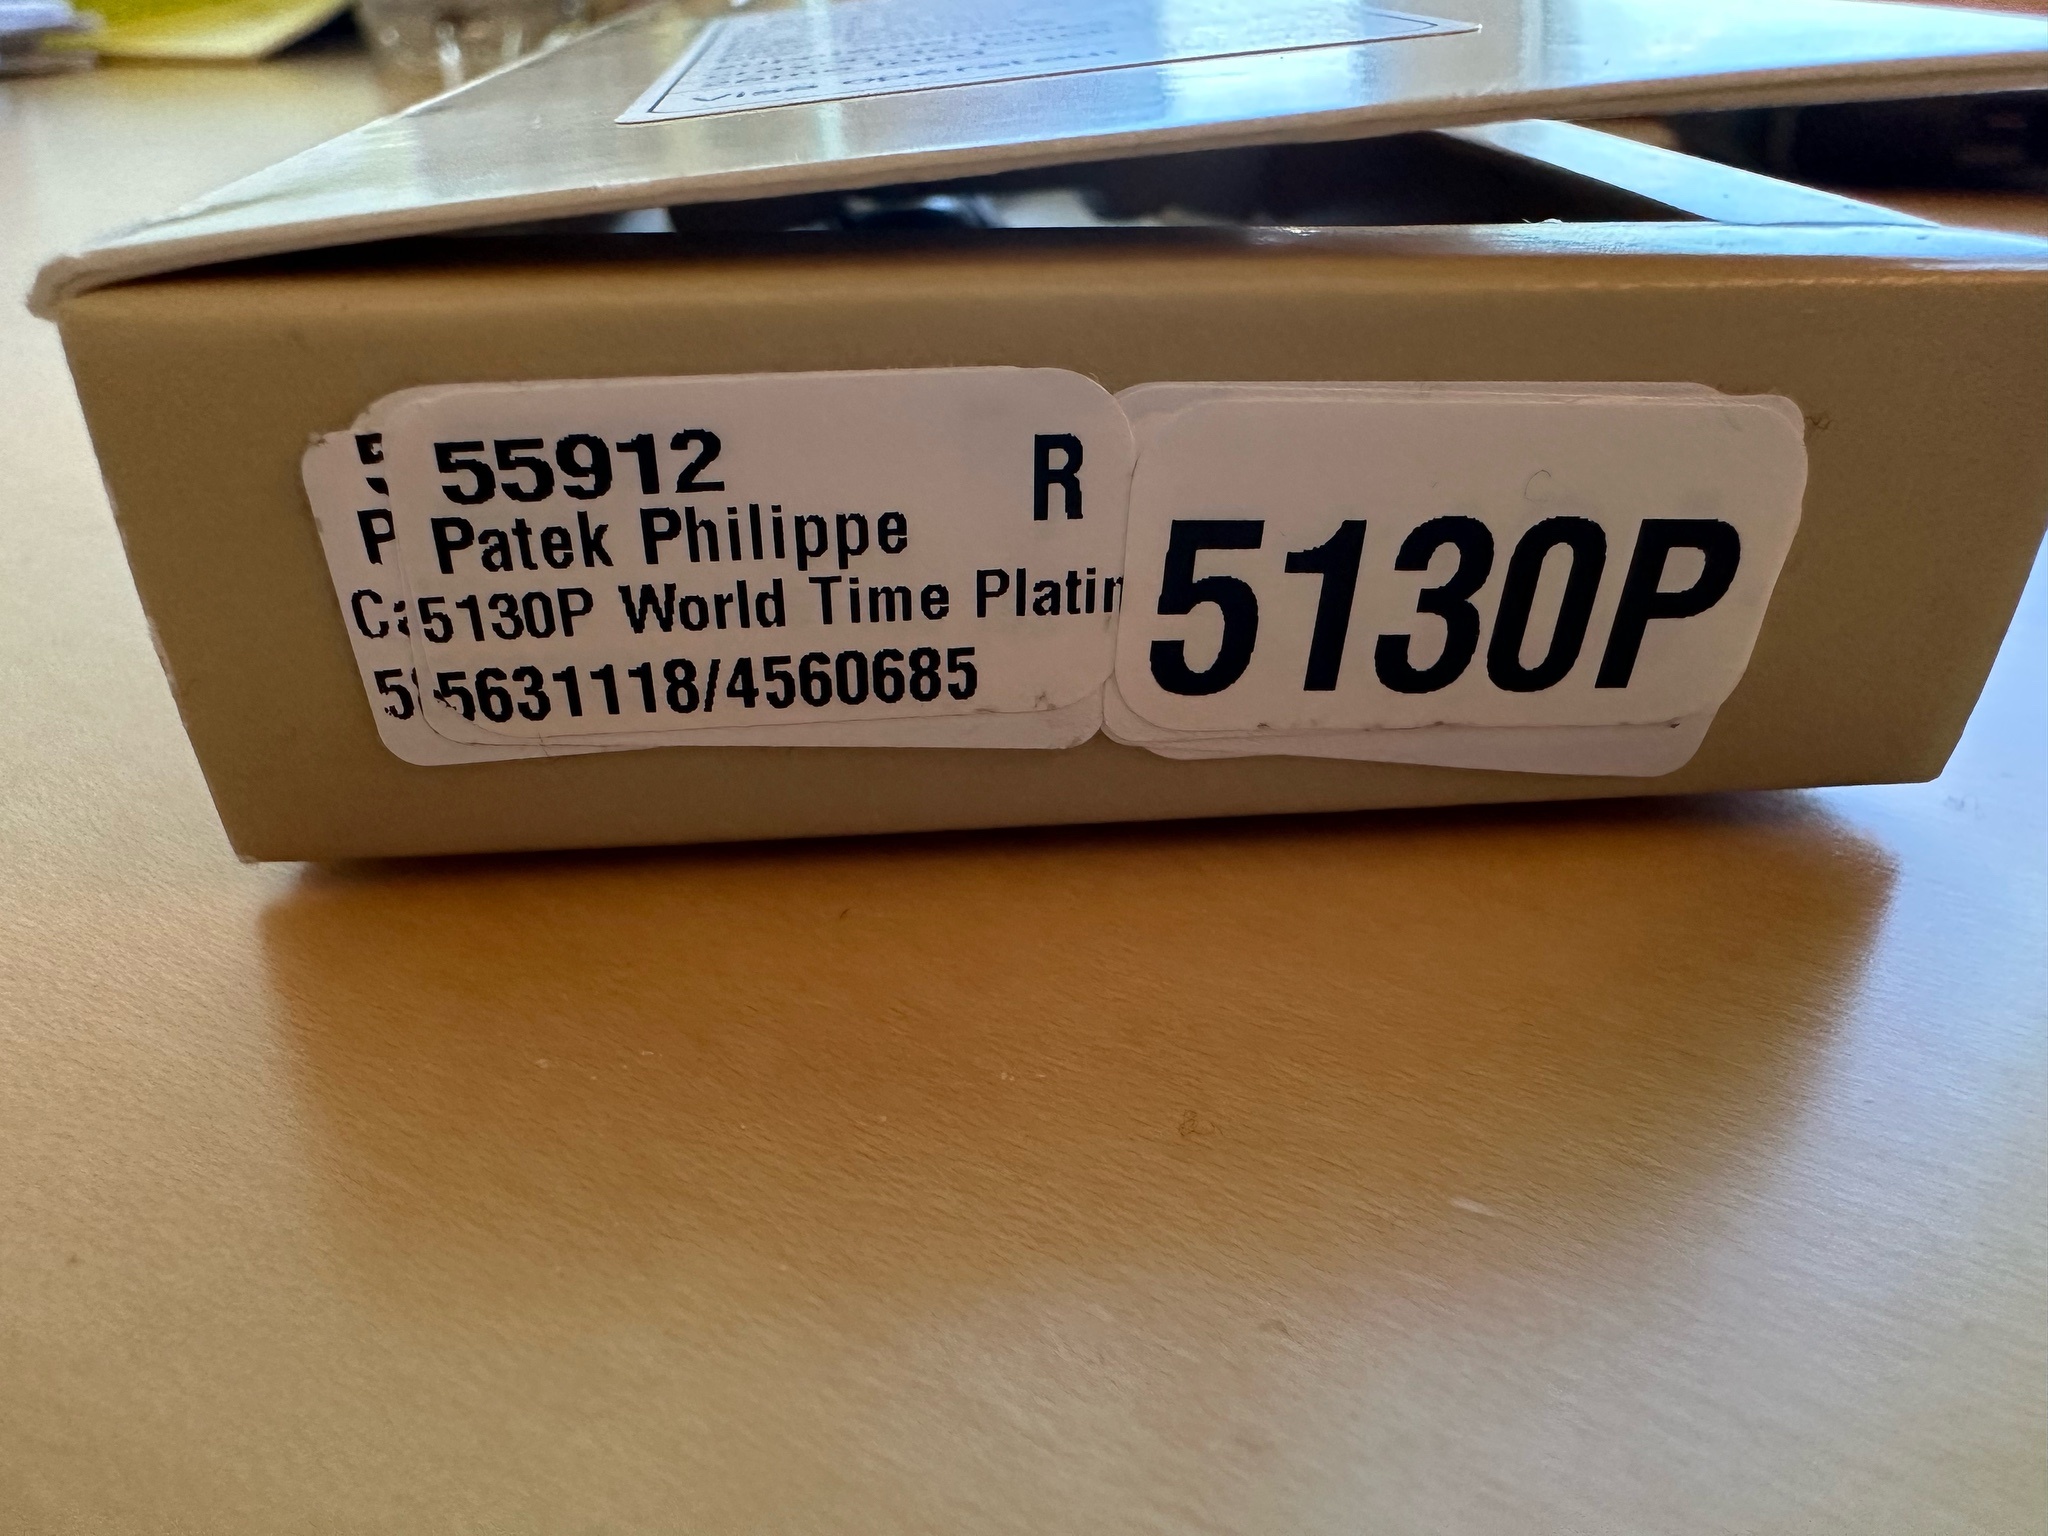 55912
R
Patek Philippe
5130P World Time Platin
5631118/4560685
5130P